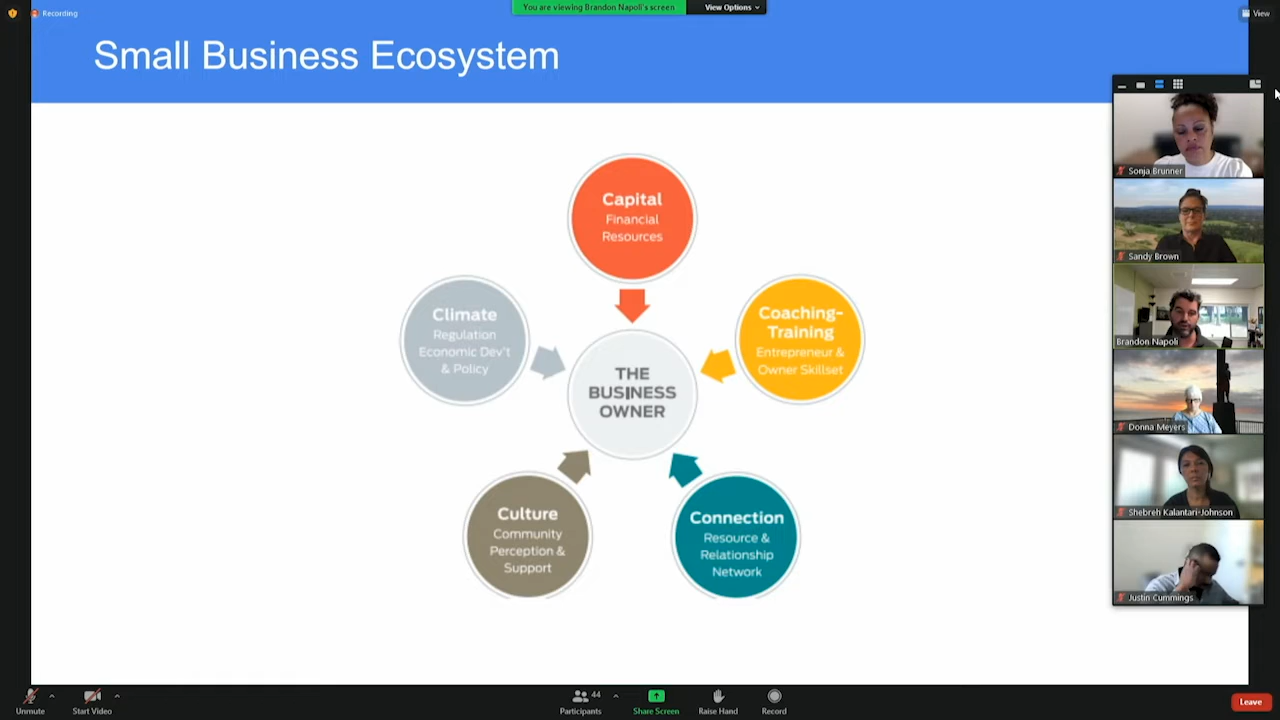 Recording
You are viewing Brandon Napoli's screen
View Options
View
Small Business Ecosystem
Capital
Financial
Resources
Climate
Regulation
Economic Dev't
& Policy
Coaching-
Training
Entrepreneur &
Owner Skillset
THE
BUSINESS
OWNER
Culture
Community
Perception &
Support
Connection
Resource &
Relationship
Network
Sonja Brunner
Sandy Brown
Brandon Napoli
Donna Meyers
Shebreh Kalantari-Johnson
Justin Cummings
Unmute
Start Video
44
Participants
Share Screen
Raise Hand
Record
Leave